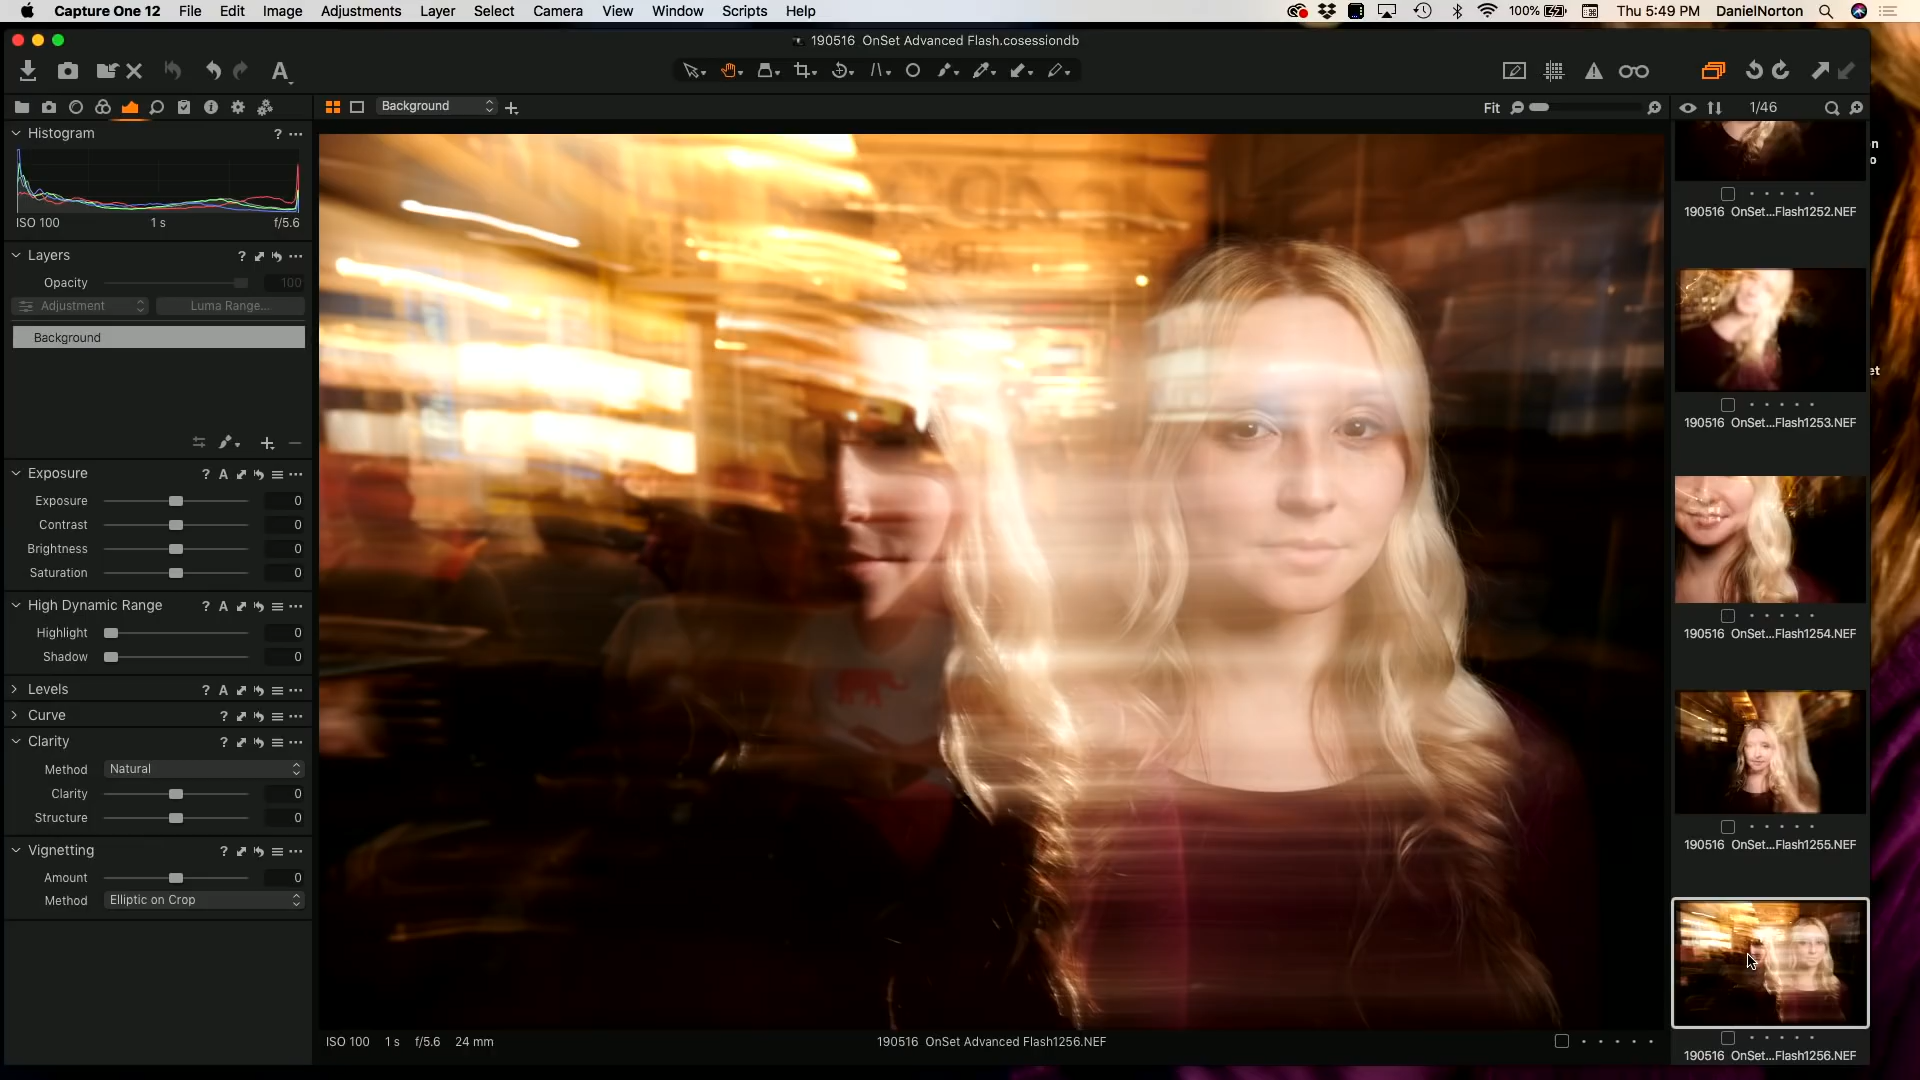 Capture One 12 File Edit Image Adjustments Layer Select Camera View Window Scripts Help 100% Thu 5:49 PM DanielNorton
190516 OnSet Advanced Flash.cosessiondb
Background
Fit
1/46
Histogram
ISO 100 1 s f/5.6
Layers
Opacity 100
Adjustment Luma Range...
Background
Exposure
Exposure 0
Contrast 0
Brightness 0
Saturation 0
High Dynamic Range
Highlight 0
Shadow 0
Levels
Curve
Clarity
Method Natural
Clarity 0
Structure 0
Vignetting
Amount 0
Method Elliptic on Crop
ISO 100 1 s f/5.6 24 mm
190516 OnSet Advanced Flash1256.NEF
190516 OnSet...Flash1252.NEF
190516 OnSet...Flash1253.NEF
190516 OnSet...Flash1254.NEF
190516 OnSet...Flash1255.NEF
190516 OnSet...Flash1256.NEF